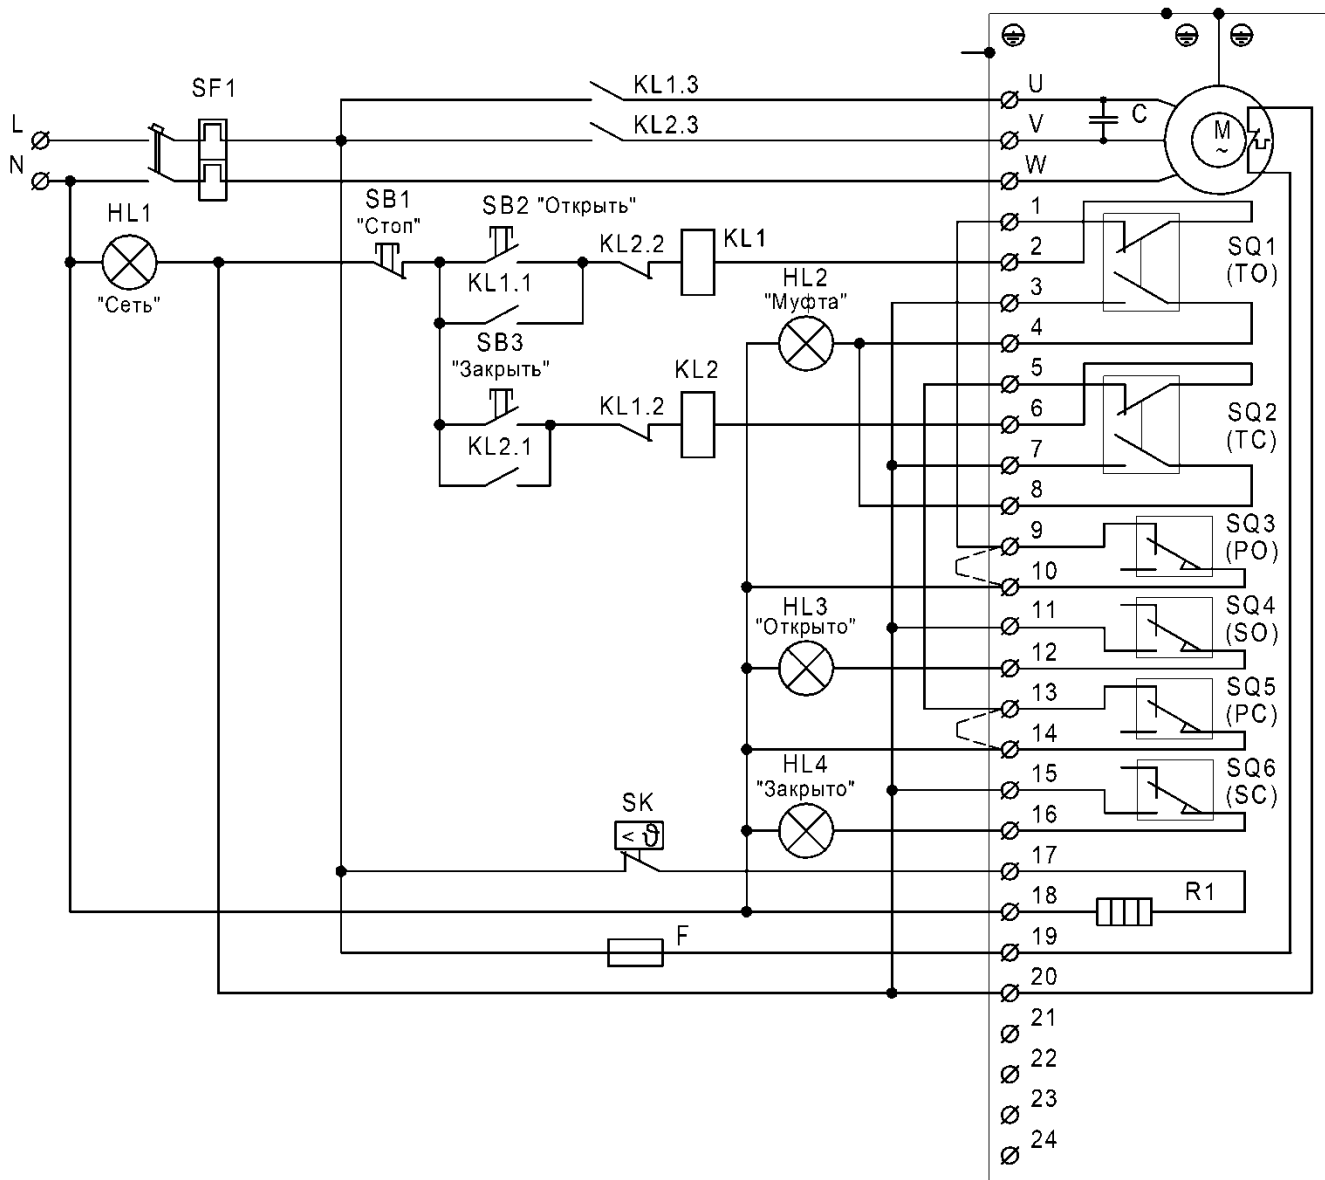 U
KL1.3
SF1
C
L
V
M
~
KL2.3
N
W
HL1
SB1
SB2 "Открыть"
1
"Стоп"
KL2.2
KL1
2
SQ1
(TO)
HL2
"Сеть"
KL1.1
"Муфта"
3
4
SB3
"Закрыть"
KL2
5
KL1.2
6
SQ2
(TC)
KL2.1
7
8
9
SQ3
(PO)
10
HL3
11
SQ4
"Открыто"
(SO)
12
13
SQ5
(PC)
14
HL4
15
SQ6
"Закрыто"
(SC)
SK
16
< ϑ
17
18
R1
F
19
20
21
22
23
24